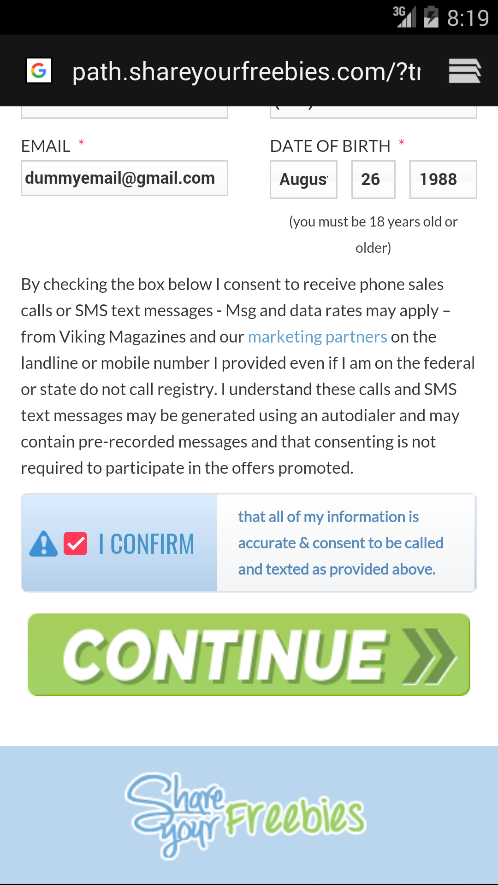 3G
8:19
G
path.shareyourfreebies.com/?tr
EMAIL *
DATE OF BIRTH *
dummyemail@gmail.com
Augus
26
1988
(you must be 18 years old or
older)
By checking the box below I consent to receive phone sales
calls or SMS text messages - Msg and data rates may apply –
from Viking Magazines and our marketing partners on the
landline or mobile number I provided even if I am on the federal
or state do not call registry. I understand these calls and SMS
text messages may be generated using an autodialer and may
contain pre-recorded messages and that consenting is not
required to participate in the offers promoted.
I CONFIRM
that all of my information is
accurate & consent to be called
and texted as provided above.
CONTINUE
Share
your Freebies